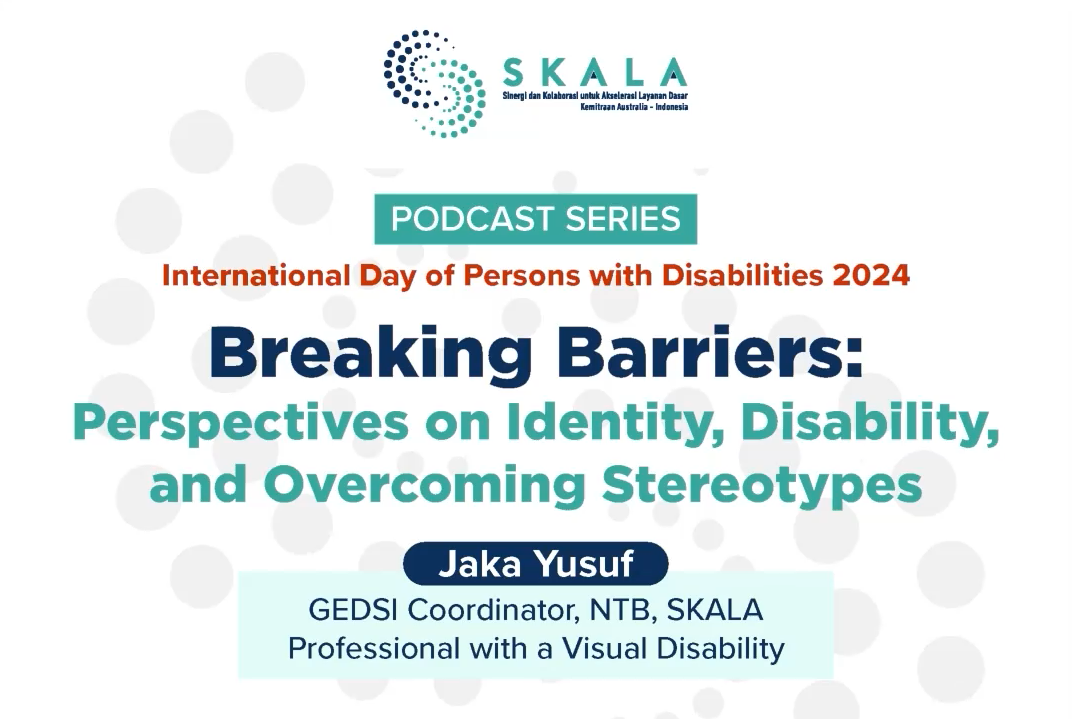 SKALA
Sinergi dan Kolaborasi untuk Akselerasi Layanan Dasar
Kemitraan Australia – Indonesia
PODCAST SERIES
International Day of Persons with Disabilities 2024
Breaking Barriers:
Perspectives on Identity, Disability,
and Overcoming Stereotypes
Jaka Yusuf
GEDSI Coordinator, NTB, SKALA
Professional with a Visual Disability